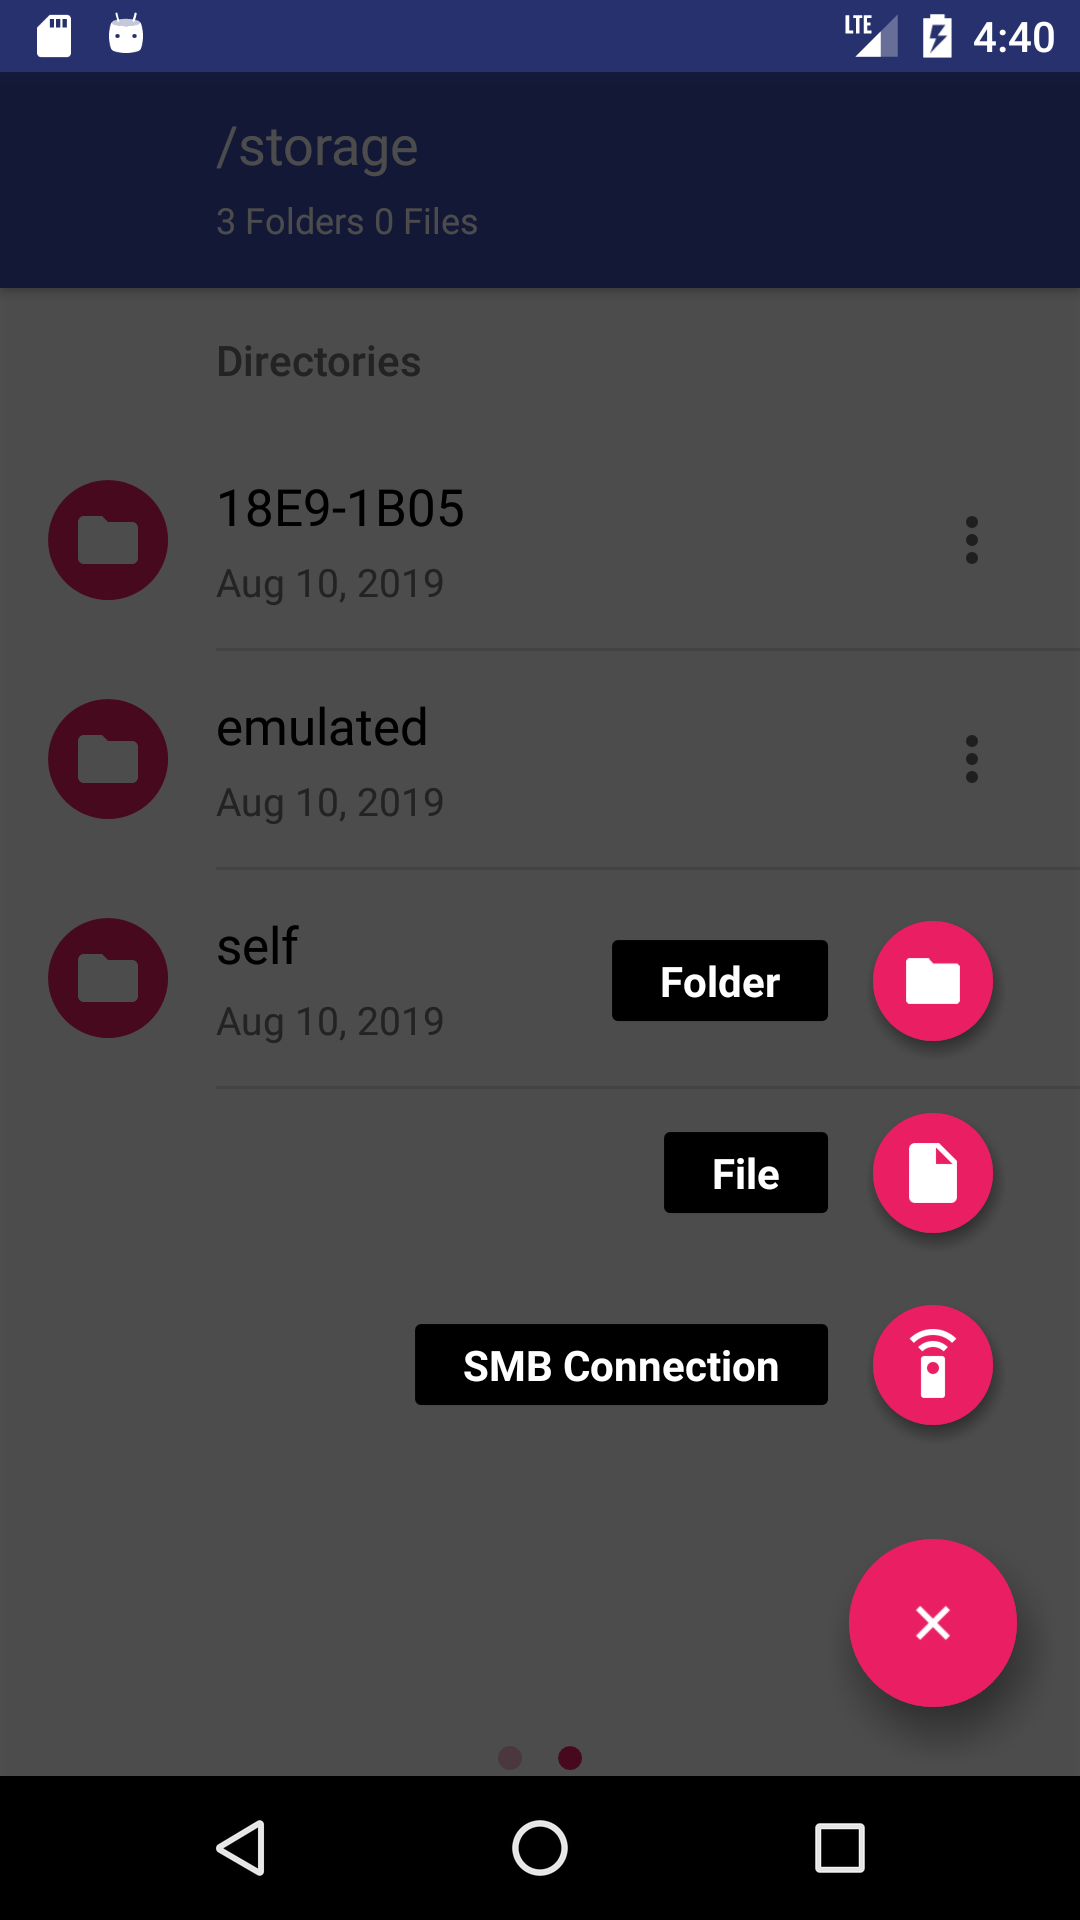 LTE 4:40
/storage
3 Folders 0 Files
Directories
18E9-1B05
Aug 10, 2019
emulated
Aug 10, 2019
self
Aug 10, 2019
Folder
File
SMB Connection